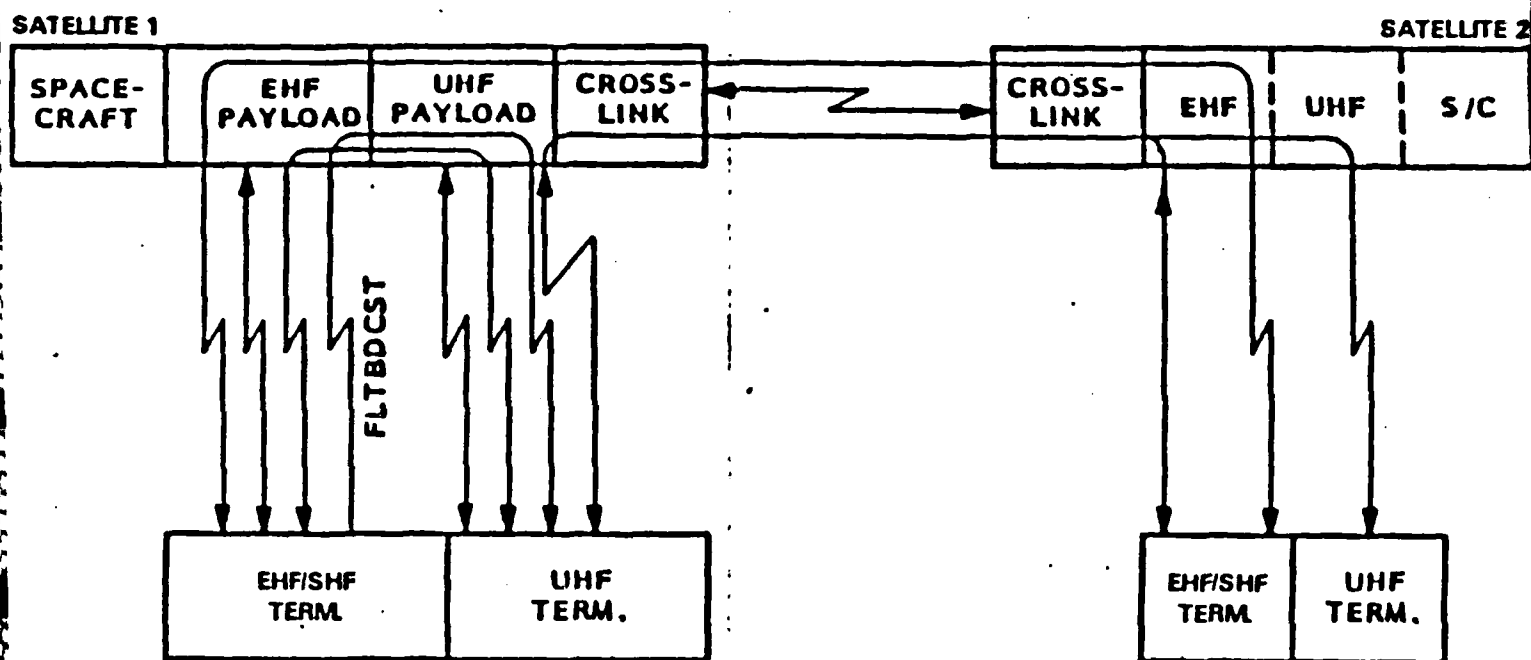 SATELLITE 1
SATELLITE 2
SPACE-
CRAFT
EHF
PAYLOAD
UHF
PAYLOAD
CROSS-
LINK
CROSS-
LINK
EHF
UHF
S/C
FLTBDCST
EHF/SHF
TERM.
UHF
TERM.
EHF/SHF
TERM.
UHF
TERM.